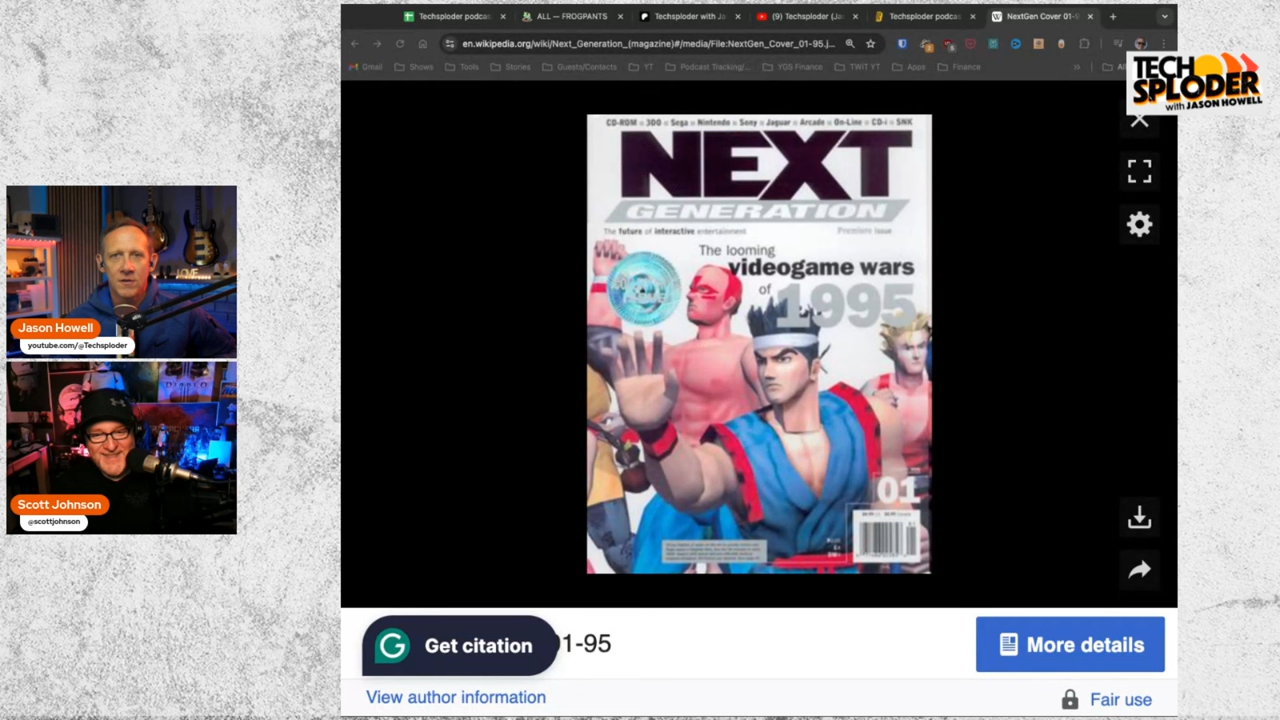 Techsploder podcas
ALL — FROGPANTS
Techsploder with Ja
(9) Techsploder (Ja
Techsploder podcas
NextGen Cover 01-9
en.wikipedia.org/wiki/Next_Generation_(magazine)#/media/File:NextGen_Cover_01-95.j...
Gmail
Shows
Tools
Stories
Guests/Contacts
YT
Podcast Tracking/...
YGS Finance
TWiT YT
Apps
Finance
»
TECH
SPLODER
with JASON HOWELL
CD-ROM
3DO
Sega
Nintendo
Sony
Jaguar
Arcade
On-Line
CD-i
SNK
NEXT
GENERATION
The future of interactive entertainment
Premiere Issue
The looming
videogame wars
of 1995
01
Jason Howell
youtube.com/@Techsploder
Scott Johnson
@scottjohnson
Get citation
01-95
More details
View author information
Fair use